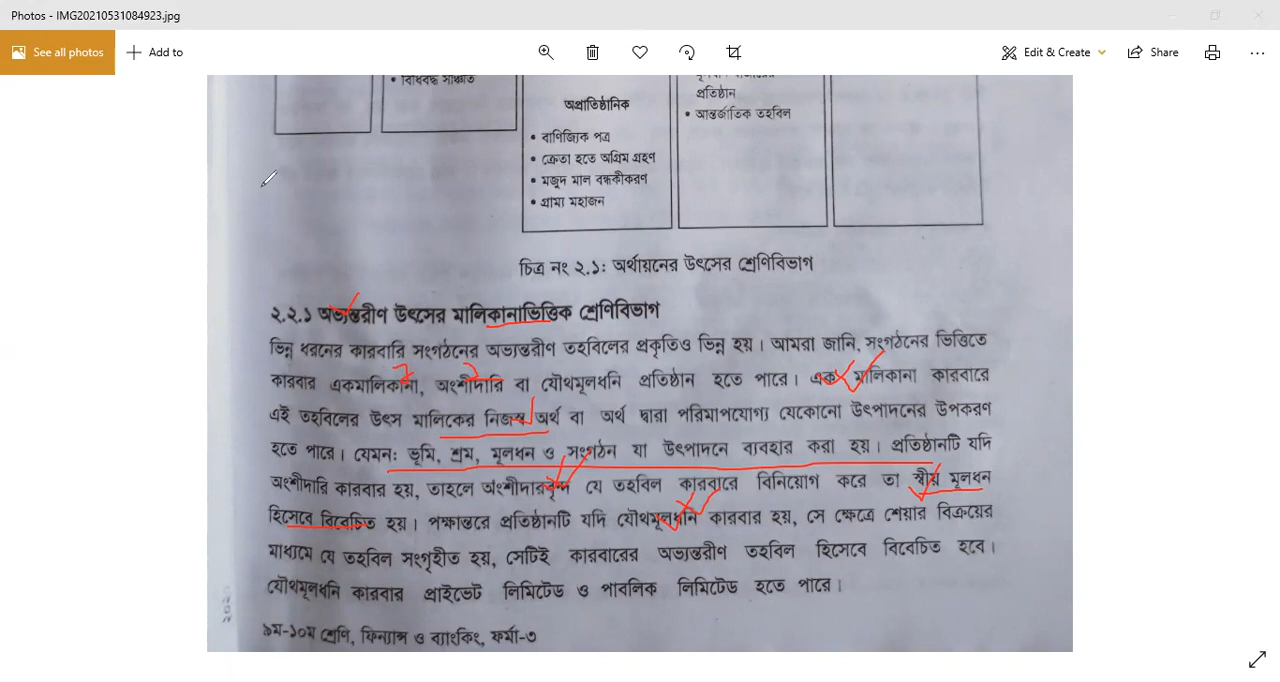 Photos - IMG20210531084923.jpg
See all photos
Add to
Edit & Create
Share
• বিধিবদ্ধ সঞ্চিতি
প্রতিষ্ঠান
অপ্রাতিষ্ঠানিক
• আন্তর্জাতিক তহবিল
• বাণিজ্যিক পত্র
• ক্রেতা হতে অগ্রিম গ্রহণ
• মজুদ মাল বন্ধকীকরণ
• গ্রাম্য মহাজন
চিত্র নং ২.১: অর্থায়নের উৎসের শ্রেণিবিভাগ
২.২.১ অভ্যন্তরীণ উৎসের মালিকানাভিত্তিক শ্রেণিবিভাগ
ভিন্ন ধরনের কারবারি সংগঠনের অভ্যন্তরীণ তহবিলের প্রকৃতিও ভিন্ন হয়। আমরা জানি, সংগঠনের ভিত্তিতে
কারবার একমালিকানা, অংশীদারি বা যৌথমূলধনি প্রতিষ্ঠান হতে পারে। এক মালিকানা কারবারে
এই তহবিলের উৎস মালিকের নিজস্ব অর্থ বা অর্থ দ্বারা পরিমাপযোগ্য যেকোনো উৎপাদনের উপকরণ
হতে পারে। যেমন: ভূমি, শ্রম, মূলধন ও সংগঠন যা উৎপাদনে ব্যবহার করা হয়। প্রতিষ্ঠানটি যদি
অংশীদারি কারবার হয়, তাহলে অংশীদারবৃন্দ যে তহবিল কারবারে বিনিয়োগ করে তা স্বীয় মূলধন
হিসেবে বিবেচিত হয়। পক্ষান্তরে প্রতিষ্ঠানটি যদি যৌথমূলধনি কারবার হয়, সে ক্ষেত্রে শেয়ার বিক্রয়ের
মাধ্যমে যে তহবিল সংগৃহীত হয়, সেটিই কারবারের অভ্যন্তরীণ তহবিল হিসেবে বিবেচিত হবে।
যৌথমূলধনি কারবার প্রাইভেট লিমিটেড ও পাবলিক লিমিটেড হতে পারে।
৯ম-১০ম শ্রেণি, ফিন্যান্স ও ব্যাংকিং, ফর্মা-৩